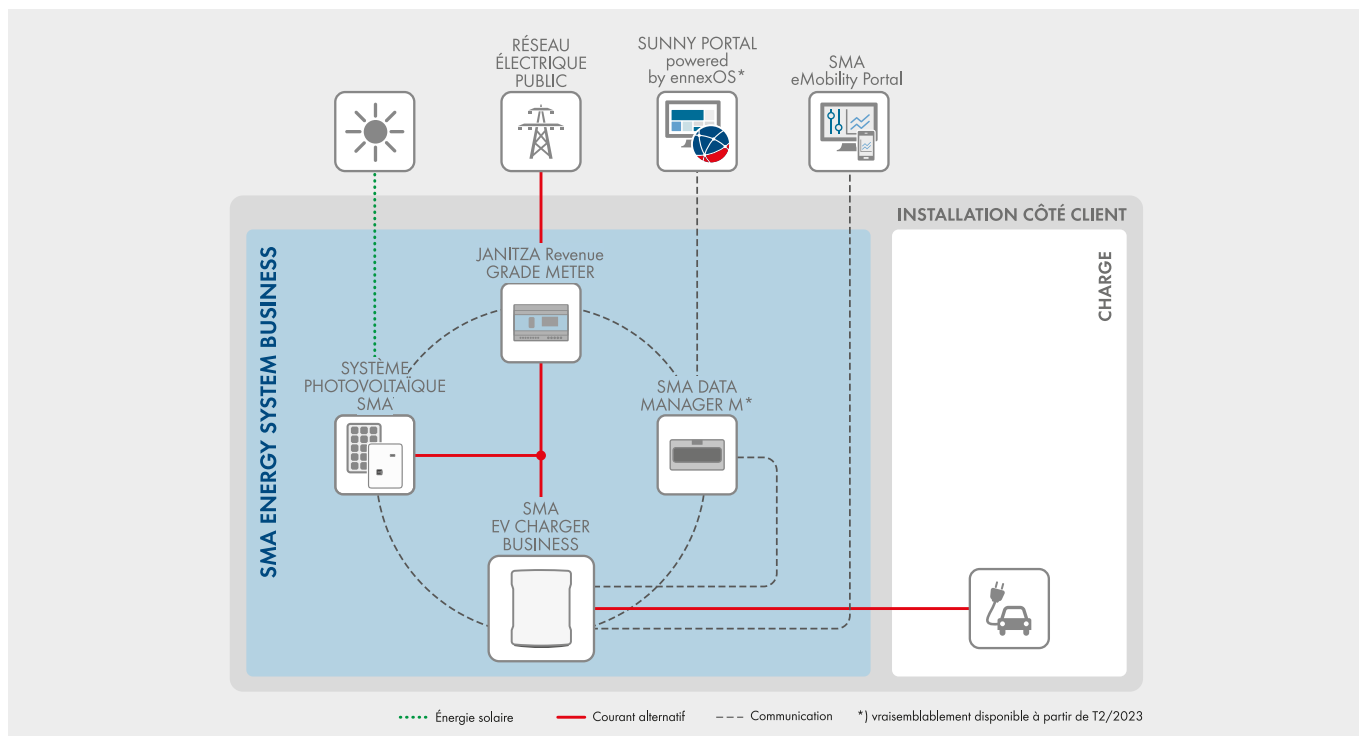 RÉSEAU
ÉLECTRIQUE
PUBLIC
SUNNY PORTAL
powered
by ennexOS*
SMA
eMobility Portal
INSTALLATION CÔTÉ CLIENT
SMA ENERGY SYSTEM BUSINESS
JANITZA Revenue
GRADE METER
CHARGE
SYSTÈME
PHOTOVOLTAÏQUE
SMA
SMA DATA
MANAGER M*
SMA
EV CHARGER
BUSINESS
Énergie solaire
Courant alternatif
Communication
*) vraisemblablement disponible à partir de T2/2023